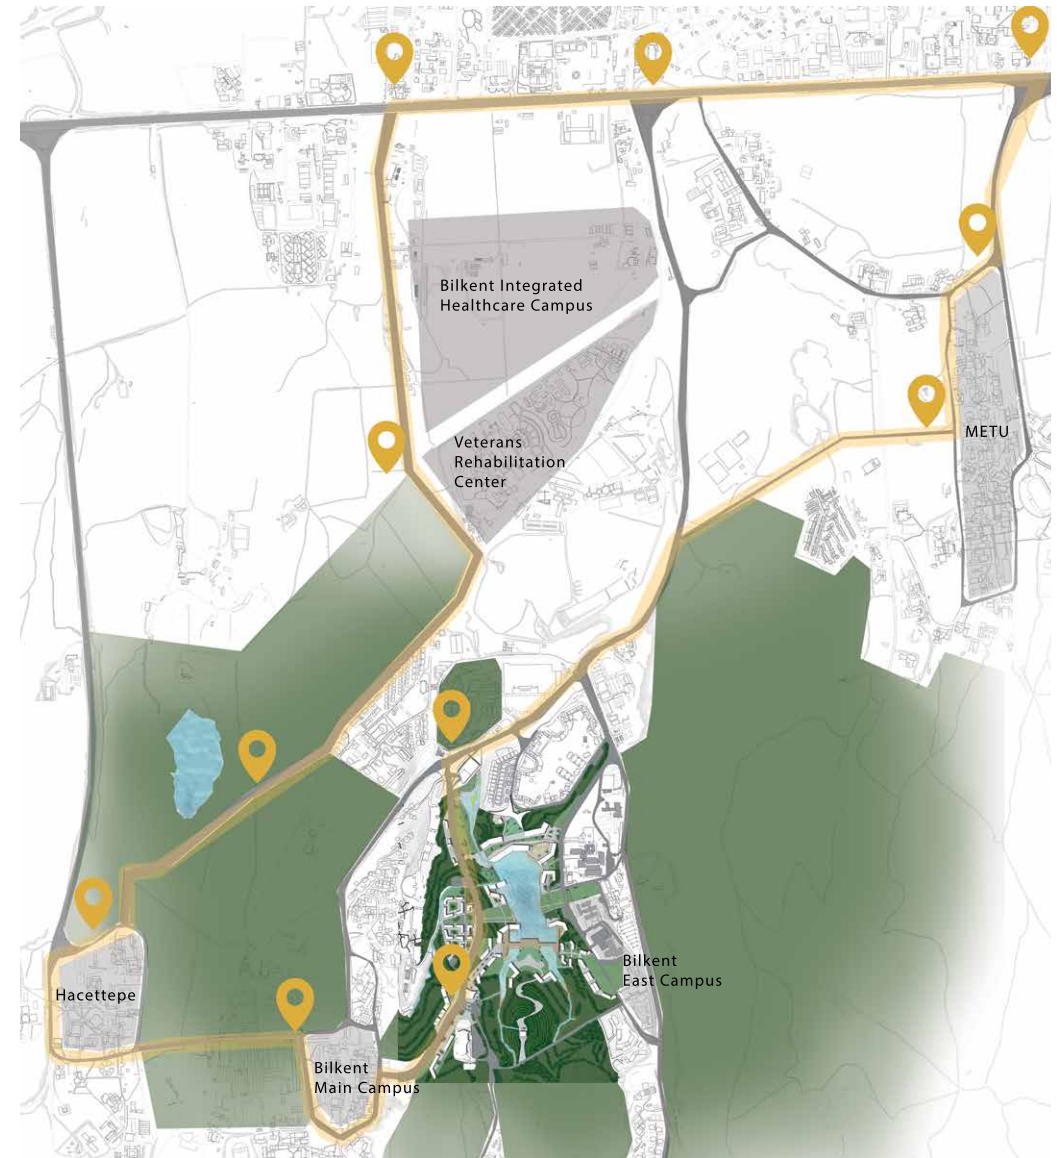 Bilkent Integrated
Healthcare Campus
Veterans
Rehabilitation
Center
METU
Bilkent
East Campus
Hacettepe
Bilkent
Main Campus